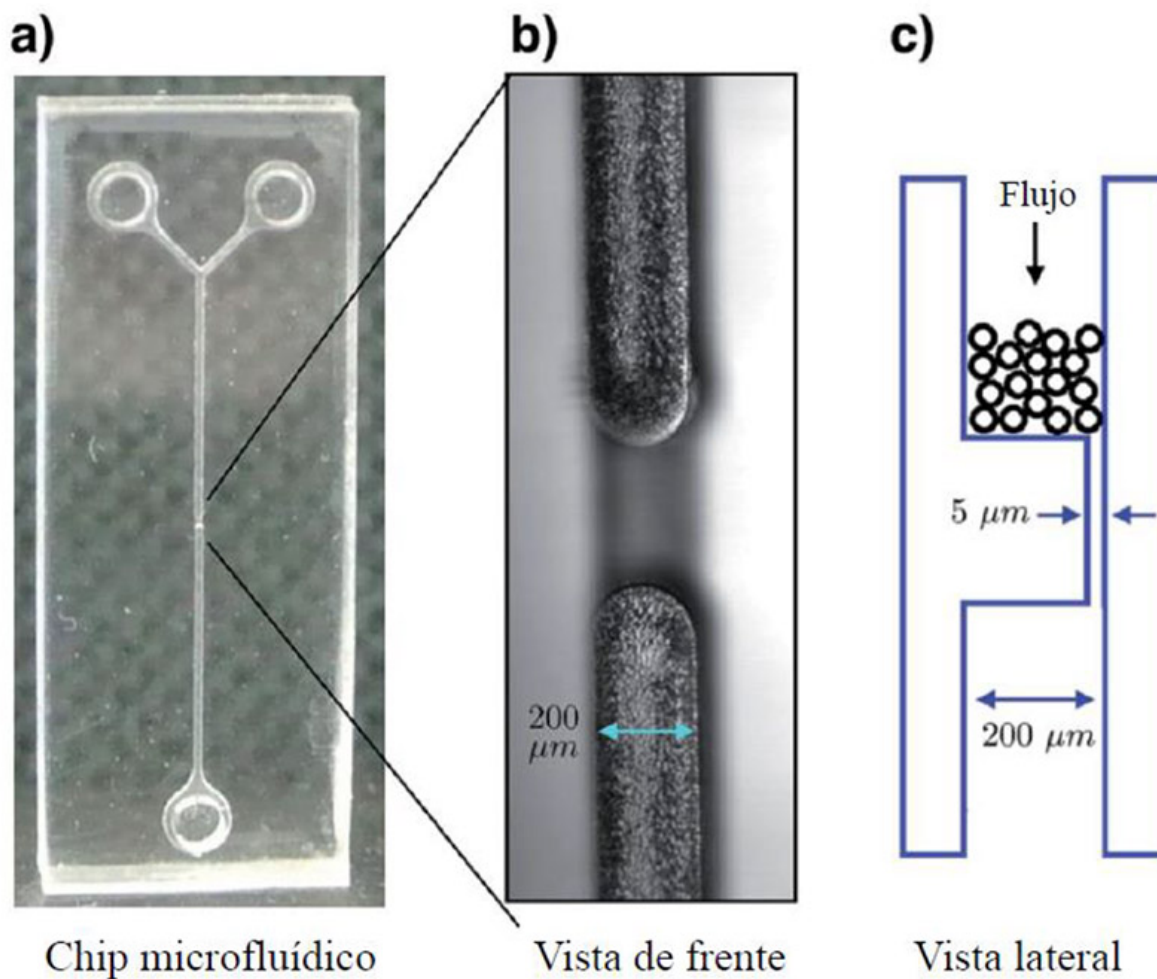 a)
b)
c)
Flujo
5 μm
200
μm
200 μm
Chip microfluídico
Vista de frente
Vista lateral